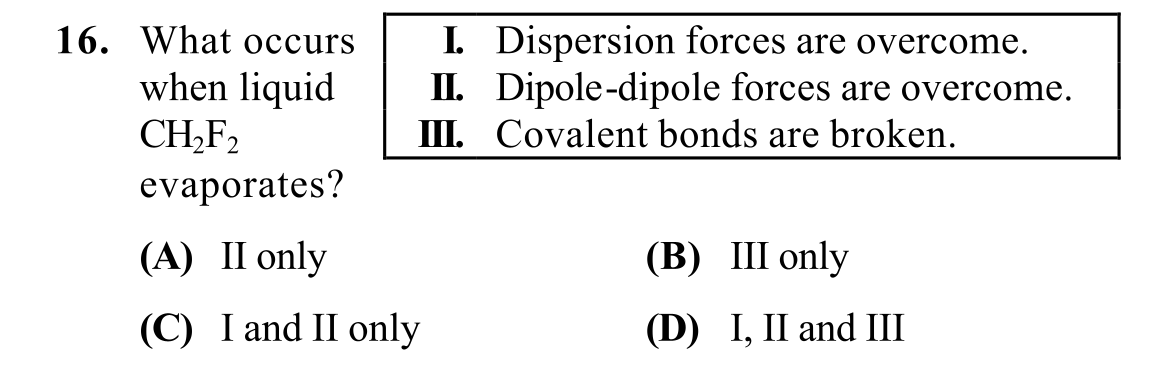 16. What occurs
when liquid
CH₂F₂
evaporates?
I. Dispersion forces are overcome.
II. Dipole-dipole forces are overcome.
III. Covalent bonds are broken.
(A) II only (B) III only
(C) I and II only (D) I, II and III